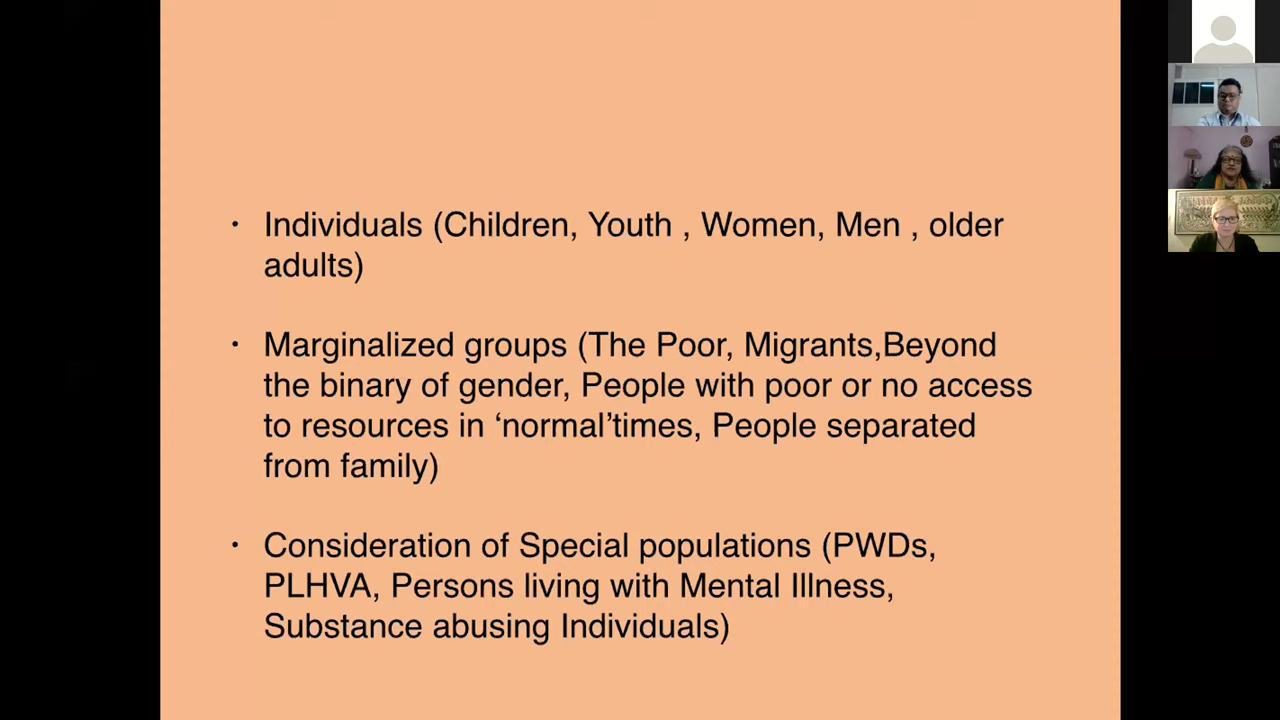 • Individuals (Children, Youth , Women, Men , older
adults)
• Marginalized groups (The Poor, Migrants,Beyond
the binary of gender, People with poor or no access
to resources in ‘normal’times, People separated
from family)
• Consideration of Special populations (PWDs,
PLHVA, Persons living with Mental Illness,
Substance abusing Individuals)